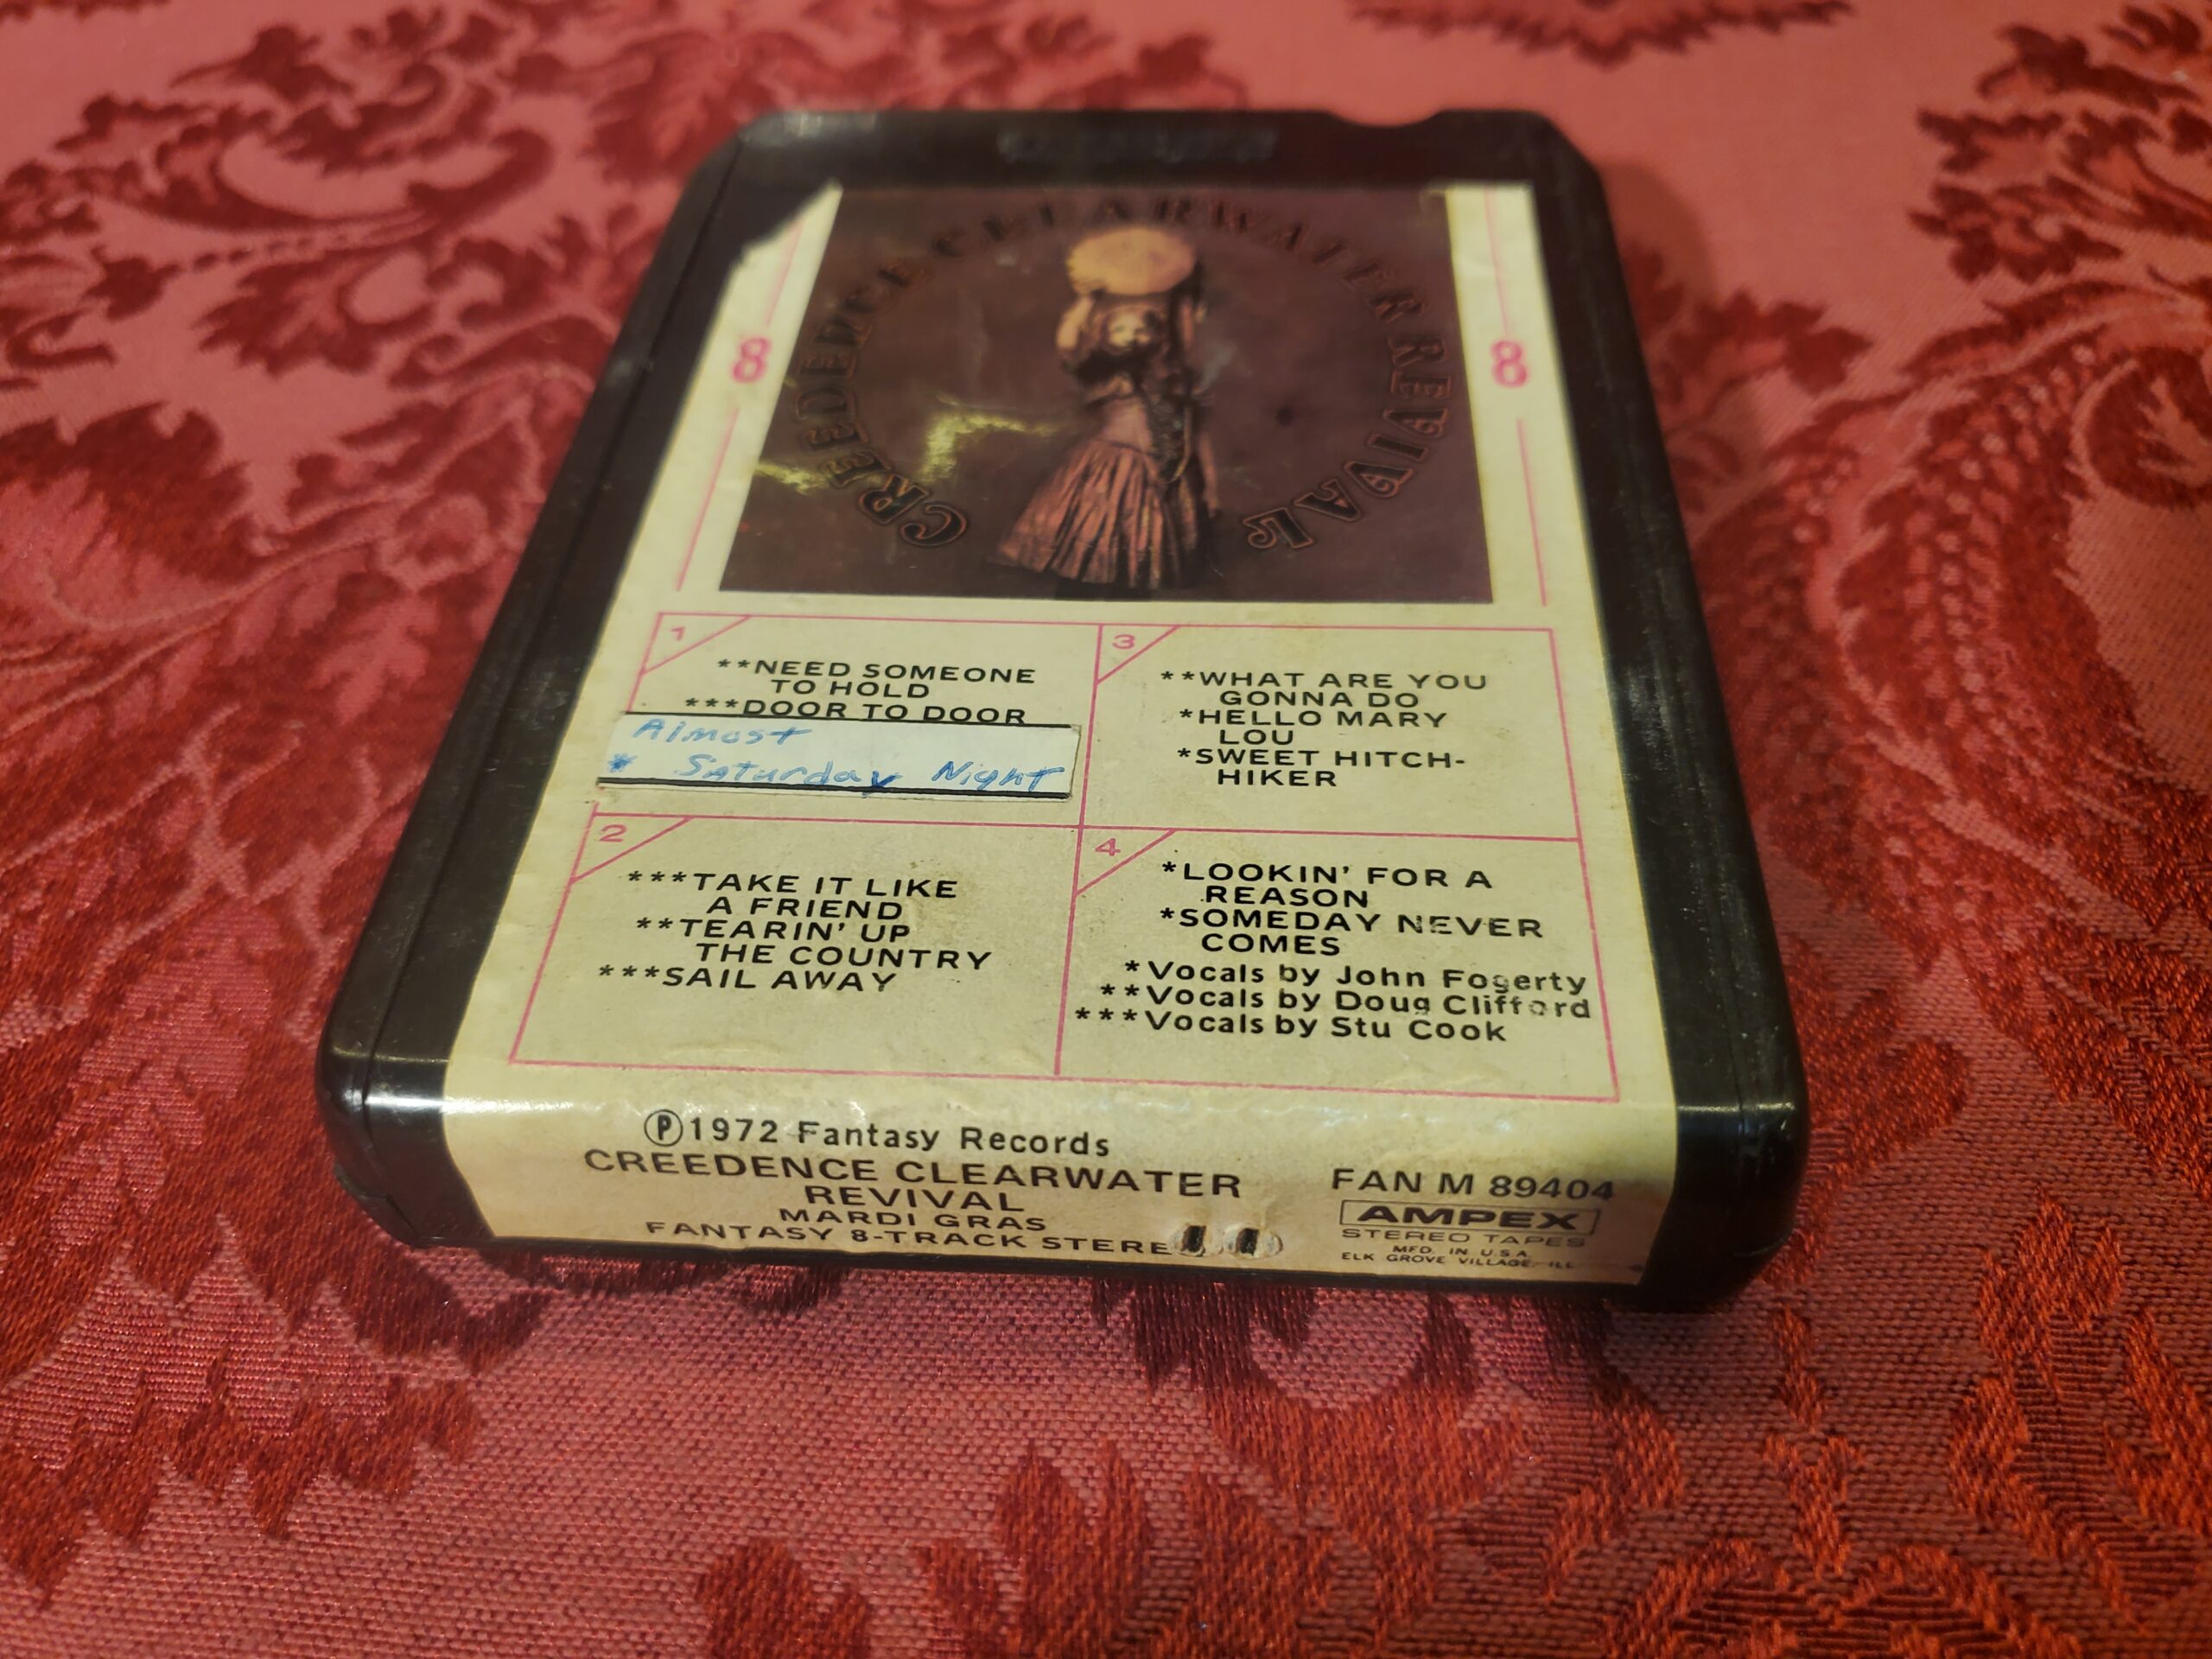 CREEDENCE CLEARWATER REVIVAL
8
8
1
**NEED SOMEONE
TO HOLD
***DOOR TO DOOR
Almost
* Saturday Night
2
***TAKE IT LIKE
A FRIEND
**TEARIN' UP
THE COUNTRY
***SAIL AWAY
3
**WHAT ARE YOU
GONNA DO
*HELLO MARY
LOU
*SWEET HITCH-
HIKER
4
*LOOKIN' FOR A
REASON
*SOMEDAY NEVER
COMES
*Vocals by John Fogerty
**Vocals by Doug Clifford
***Vocals by Stu Cook
℗1972 Fantasy Records
CREEDENCE CLEARWATER
REVIVAL
MARDI GRAS
FANTASY 8-TRACK STERE
FAN M 89404
AMPEX
STEREO TAPES
MFD. IN U.S.A.
ELK GROVE VILLAGE, ILL